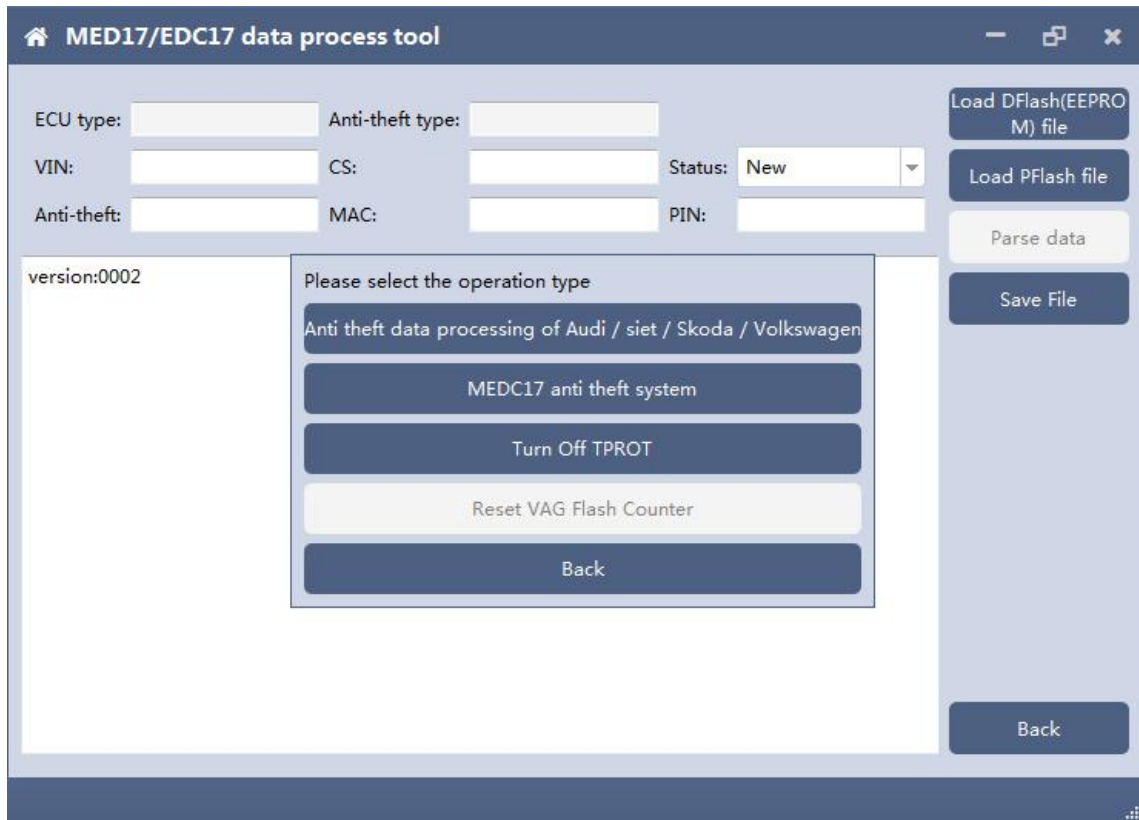 MED17/EDC17 data process tool
ECU type:
Anti-theft type:
VIN:
CS:
Status: New
Anti-theft:
MAC:
PIN:
Load DFlash(EEPRO
M) file
Load PFlash file
Parse data
Save File
version:0002
Please select the operation type
Anti theft data processing of Audi / siet / Skoda / Volkswagen
MEDC17 anti theft system
Turn Off TPROT
Reset VAG Flash Counter
Back
Back